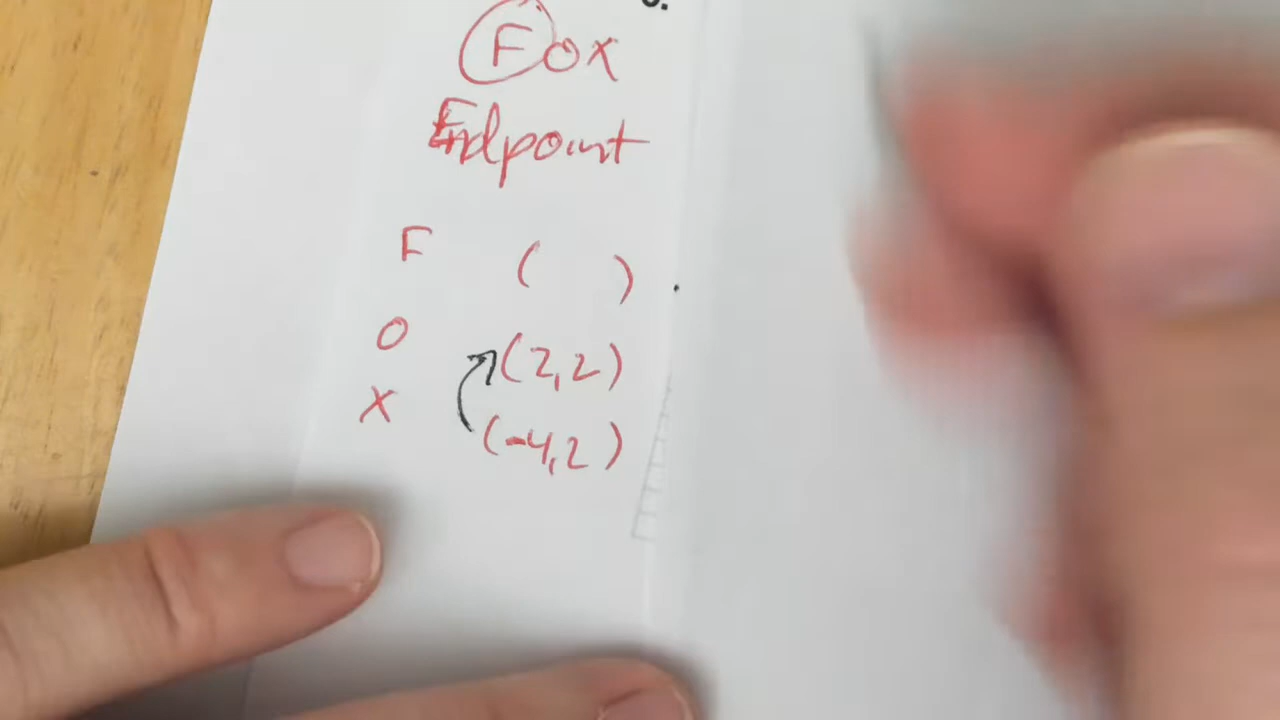 FOX
Endpoint
F ( )
O (2,2)
X (-4,2)